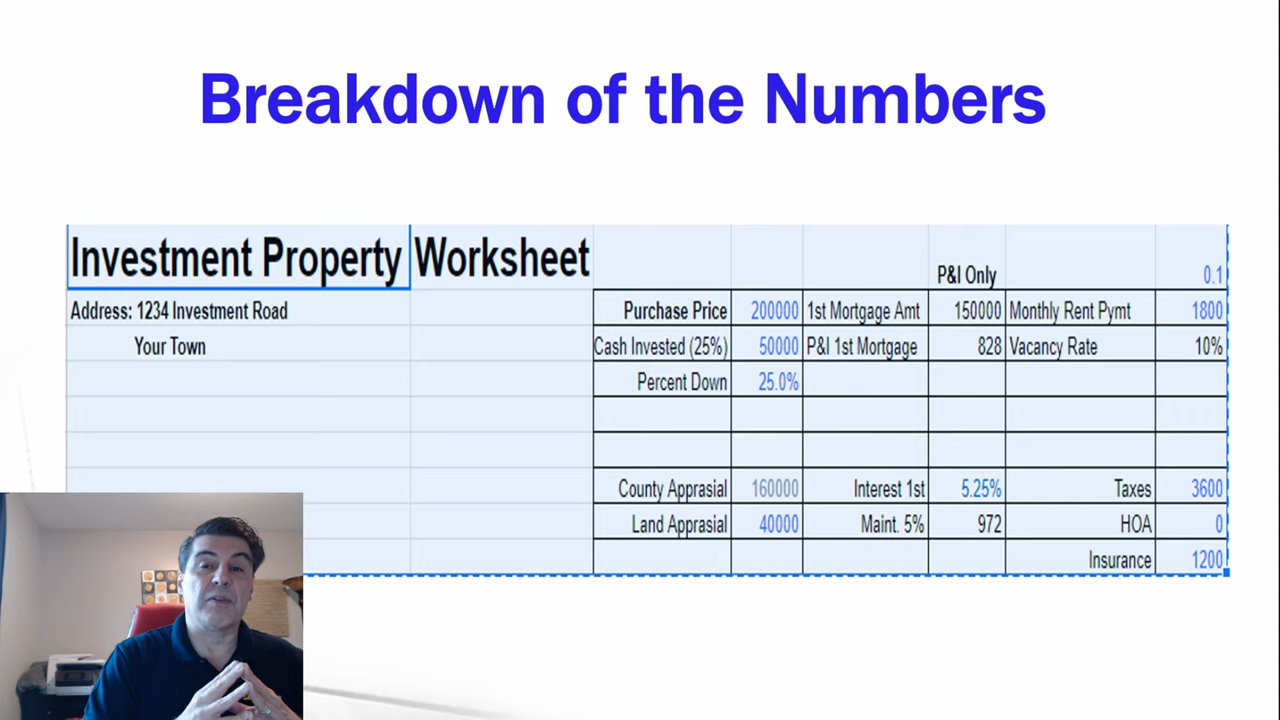 Breakdown of the Numbers
Investment Property Worksheet P&I Only 0.1
Address: 1234 Investment Road Purchase Price 200000 1st Mortgage Amt 150000 Monthly Rent Pymt 1800
Your Town Cash Invested (25%) 50000 P&I 1st Mortgage 828 Vacancy Rate 10%
Percent Down 25.0%
County Apprasial 160000 Interest 1st 5.25% Taxes 3600
Land Apprasial 40000 Maint. 5% 972 HOA 0
Insurance 1200